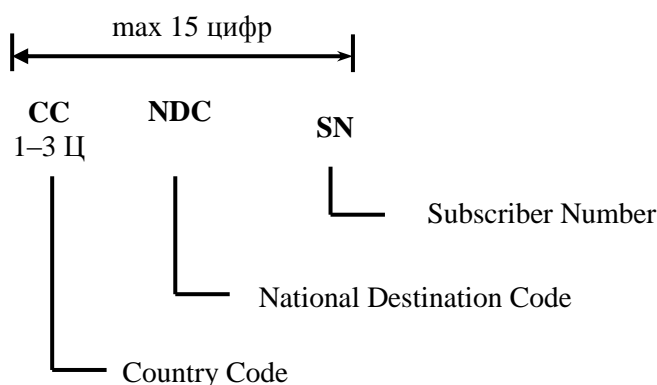 max 15 цифр
CC NDC SN
1–3 Ц
Subscriber Number
National Destination Code
Country Code